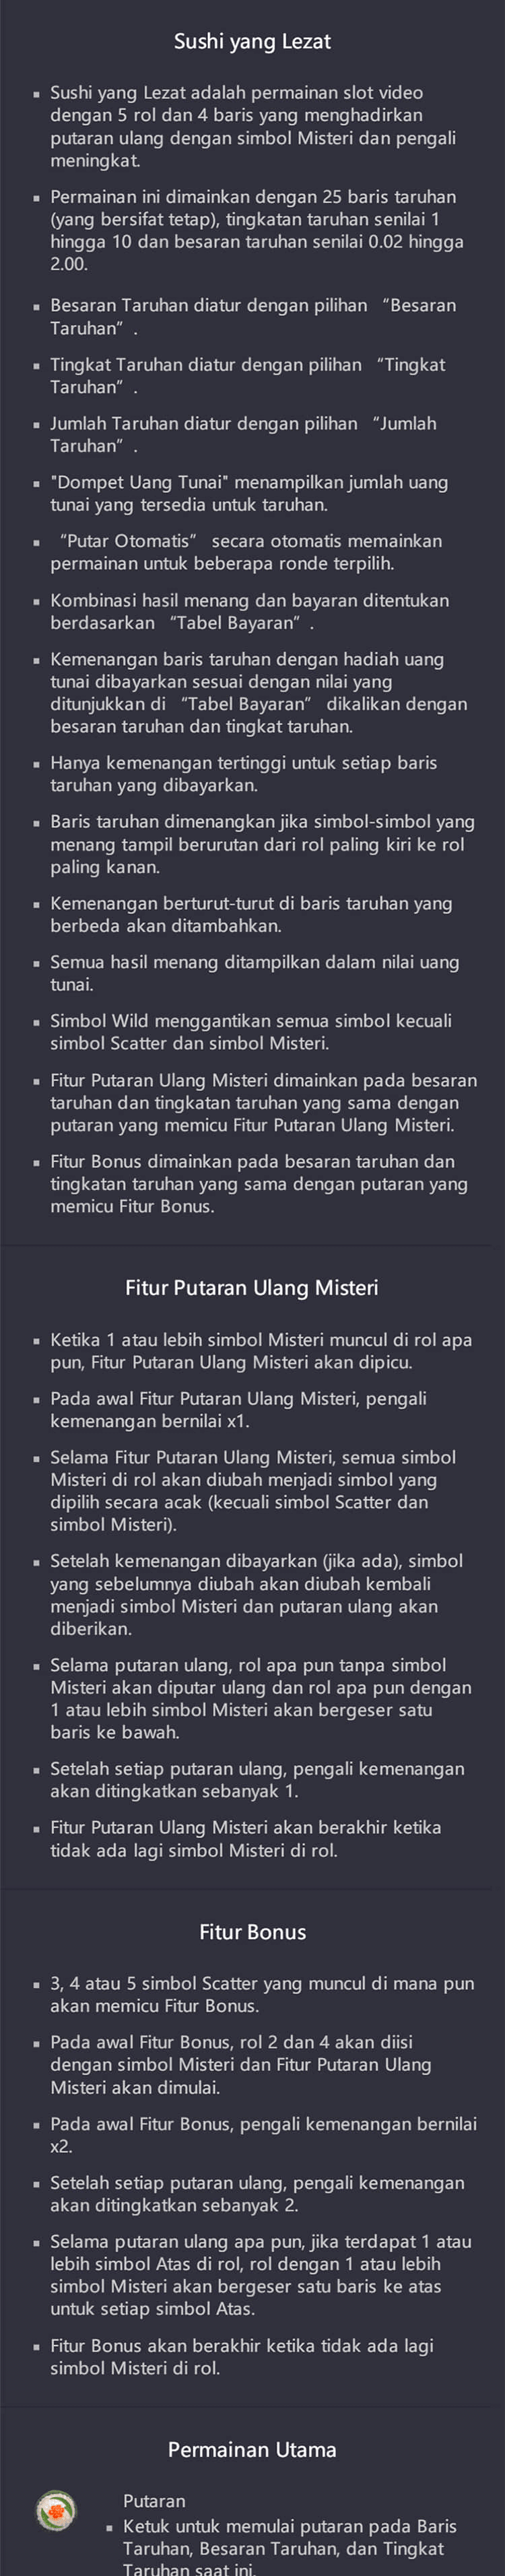 Sushi yang Lezat
▪ Sushi yang Lezat adalah permainan slot video
dengan 5 rol dan 4 baris yang menghadirkan
putaran ulang dengan simbol Misteri dan pengali
meningkat.
▪ Permainan ini dimainkan dengan 25 baris taruhan
(yang bersifat tetap), tingkatan taruhan senilai 1
hingga 10 dan besaran taruhan senilai 0.02 hingga
2.00.
▪ Besaran Taruhan diatur dengan pilihan “Besaran
Taruhan” .
▪ Tingkat Taruhan diatur dengan pilihan “Tingkat
Taruhan” .
▪ Jumlah Taruhan diatur dengan pilihan “Jumlah
Taruhan” .
▪ "Dompet Uang Tunai" menampilkan jumlah uang
tunai yang tersedia untuk taruhan.
▪ “Putar Otomatis” secara otomatis memainkan
permainan untuk beberapa ronde terpilih.
▪ Kombinasi hasil menang dan bayaran ditentukan
berdasarkan “Tabel Bayaran” .
▪ Kemenangan baris taruhan dengan hadiah uang
tunai dibayarkan sesuai dengan nilai yang
ditunjukkan di “Tabel Bayaran” dikalikan dengan
besaran taruhan dan tingkat taruhan.
▪ Hanya kemenangan tertinggi untuk setiap baris
taruhan yang dibayarkan.
▪ Baris taruhan dimenangkan jika simbol-simbol yang
menang tampil berurutan dari rol paling kiri ke rol
paling kanan.
▪ Kemenangan berturut-turut di baris taruhan yang
berbeda akan ditambahkan.
▪ Semua hasil menang ditampilkan dalam nilai uang
tunai.
▪ Simbol Wild menggantikan semua simbol kecuali
simbol Scatter dan simbol Misteri.
▪ Fitur Putaran Ulang Misteri dimainkan pada besaran
taruhan dan tingkatan taruhan yang sama dengan
putaran yang memicu Fitur Putaran Ulang Misteri.
▪ Fitur Bonus dimainkan pada besaran taruhan dan
tingkatan taruhan yang sama dengan putaran yang
memicu Fitur Bonus.
Fitur Putaran Ulang Misteri
▪ Ketika 1 atau lebih simbol Misteri muncul di rol apa
pun, Fitur Putaran Ulang Misteri akan dipicu.
▪ Pada awal Fitur Putaran Ulang Misteri, pengali
kemenangan bernilai x1.
▪ Selama Fitur Putaran Ulang Misteri, semua simbol
Misteri di rol akan diubah menjadi simbol yang
dipilih secara acak (kecuali simbol Scatter dan
simbol Misteri).
▪ Setelah kemenangan dibayarkan (jika ada), simbol
yang sebelumnya diubah akan diubah kembali
menjadi simbol Misteri dan putaran ulang akan
diberikan.
▪ Selama putaran ulang, rol apa pun tanpa simbol
Misteri akan diputar ulang dan rol apa pun dengan
1 atau lebih simbol Misteri akan bergeser satu
baris ke bawah.
▪ Setelah setiap putaran ulang, pengali kemenangan
akan ditingkatkan sebanyak 1.
▪ Fitur Putaran Ulang Misteri akan berakhir ketika
tidak ada lagi simbol Misteri di rol.
Fitur Bonus
▪ 3, 4 atau 5 simbol Scatter yang muncul di mana pun
akan memicu Fitur Bonus.
▪ Pada awal Fitur Bonus, rol 2 dan 4 akan diisi
dengan simbol Misteri dan Fitur Putaran Ulang
Misteri akan dimulai.
▪ Pada awal Fitur Bonus, pengali kemenangan bernilai
x2.
▪ Setelah setiap putaran ulang, pengali kemenangan
akan ditingkatkan sebanyak 2.
▪ Selama putaran ulang apa pun, jika terdapat 1 atau
lebih simbol Atas di rol, rol dengan 1 atau lebih
simbol Misteri akan bergeser satu baris ke atas
untuk setiap simbol Atas.
▪ Fitur Bonus akan berakhir ketika tidak ada lagi
simbol Misteri di rol.
Permainan Utama
Putaran
▪ Ketuk untuk memulai putaran pada Baris
Taruhan, Besaran Taruhan, dan Tingkat
Taruhan saat ini.